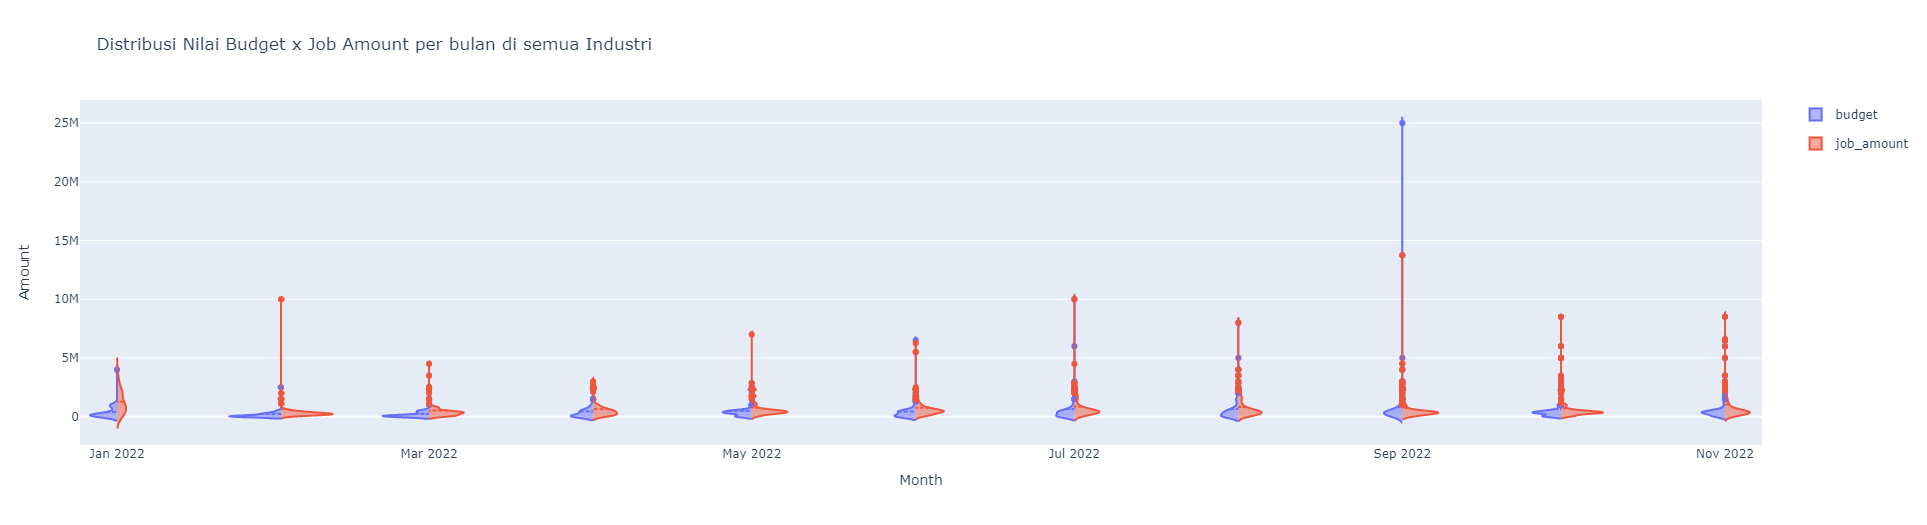 Distribusi Nilai Budget x Job Amount per bulan di semua Industri
budget
job_amount
25M
20M
15M
10M
5M
0
Amount
Jan 2022
Mar 2022
May 2022
Jul 2022
Sep 2022
Nov 2022
Month